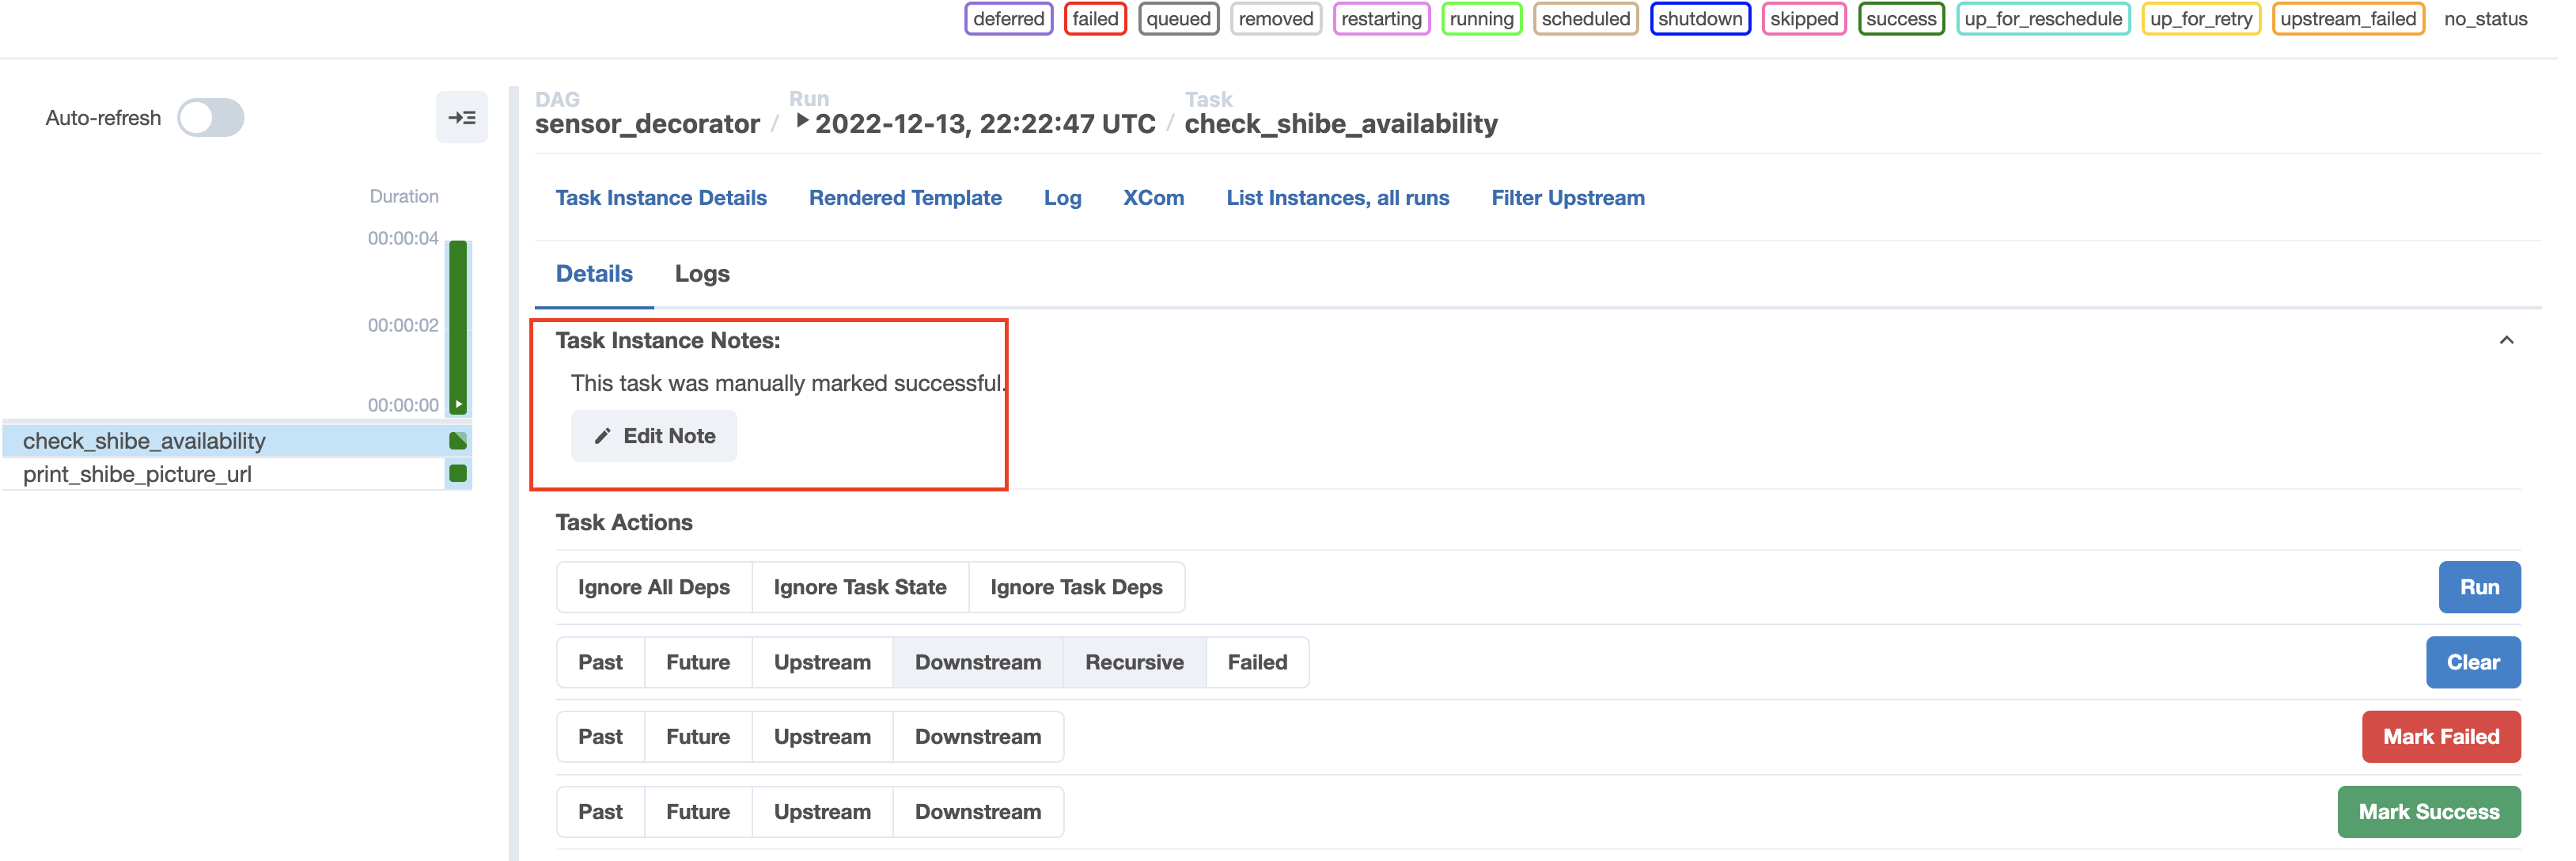 deferred failed queued removed restarting running scheduled shutdown skipped success up_for_reschedule up_for_retry upstream_failed no_status
Auto-refresh
DAG Run Task
sensor_decorator / 2022-12-13, 22:22:47 UTC / check_shibe_availability
Task Instance Details Rendered Template Log XCom List Instances, all runs Filter Upstream
Duration
00:00:04
00:00:02
00:00:00
check_shibe_availability
print_shibe_picture_url
Details Logs
Task Instance Notes:
This task was manually marked successful.
Edit Note
Task Actions
Ignore All Deps Ignore Task State Ignore Task Deps Run
Past Future Upstream Downstream Recursive Failed Clear
Past Future Upstream Downstream Mark Failed
Past Future Upstream Downstream Mark Success